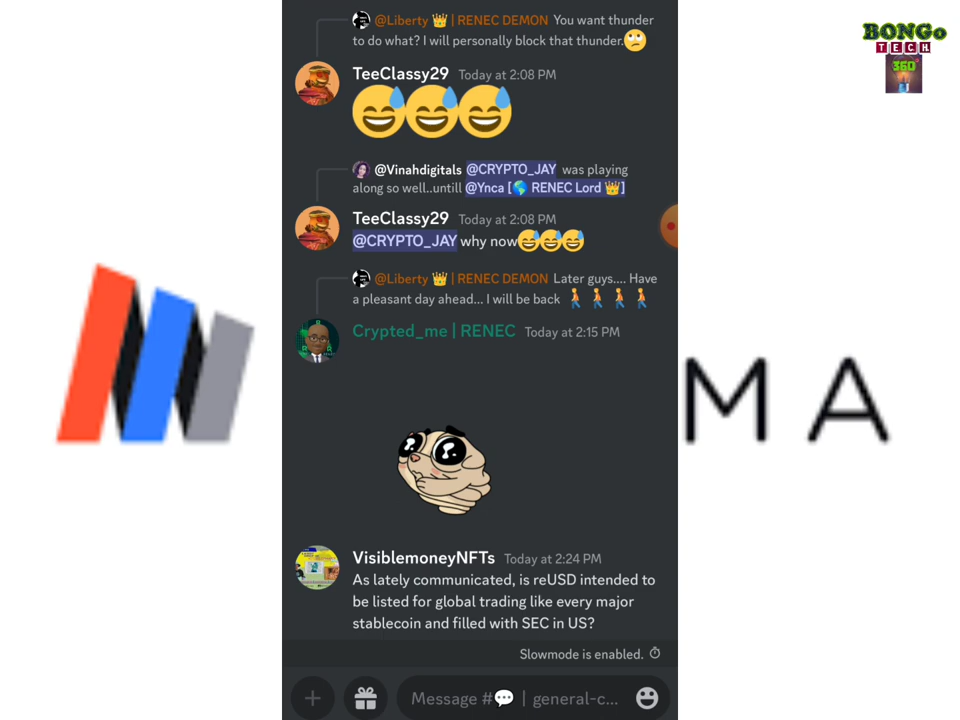 @Liberty 👑 | RENEC DEMON You want thunder
to do what? I will personally block that thunder.🙄
TeeClassy29 Today at 2:08 PM
😅😅😅
@Vinahdigitals @CRYPTO_JAY was playing
along so well..untill @Ynca [🌎 RENEC Lord 👑]
TeeClassy29 Today at 2:08 PM
@CRYPTO_JAY why now😅😅😅
@Liberty 👑 | RENEC DEMON Later guys.... Have
a pleasant day ahead... I will be back 🚶🚶🚶🚶
Crypted_me | RENEC Today at 2:15 PM
VisiblemoneyNFTs Today at 2:24 PM
As lately communicated, is reUSD intended to
be listed for global trading like every major
stablecoin and filled with SEC in US?
Slowmode is enabled.
Message #💬 | general-c...
MA
BONGo
TECH
360°